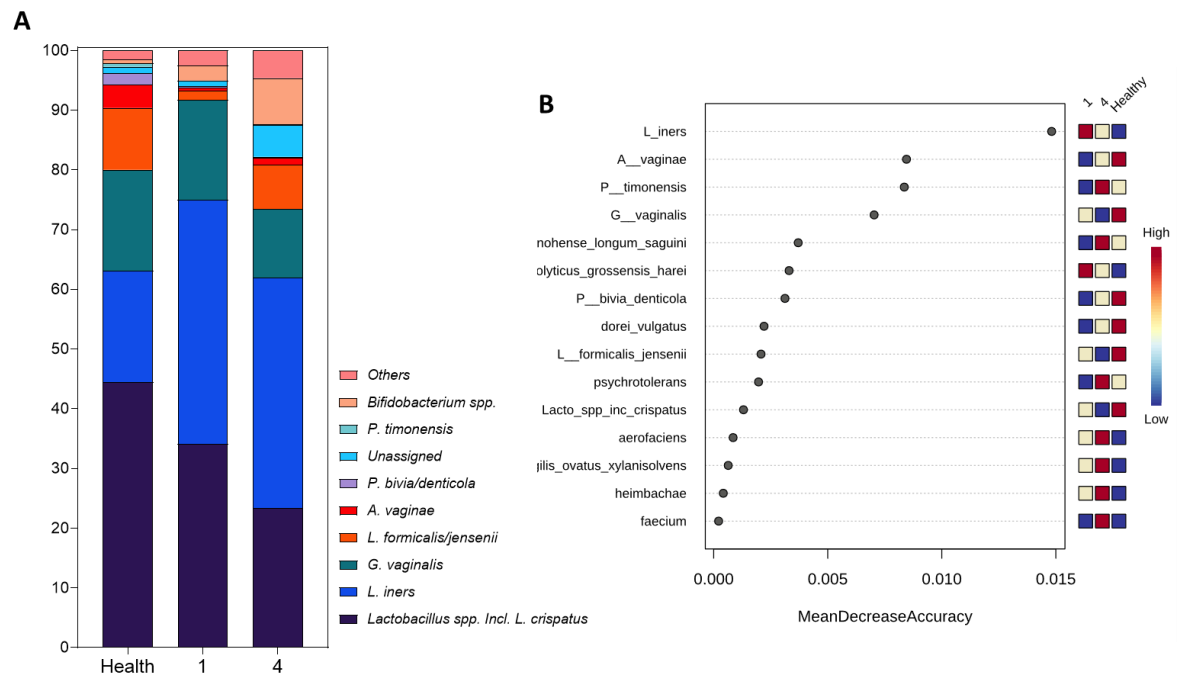 A
100
90
80
70
60
50
40
30
20
10
0
Health
1
4
Others
Bifidobacterium spp.
P. timonensis
Unassigned
P. bivia/denticola
A. vaginae
L. formicalis/jensenii
G. vaginalis
L. iners
Lactobacillus spp. Incl. L. crispatus
B
1
4
Healthy
L_iners
A__vaginae
P__timonensis
G__vaginalis
nohense_longum_saguini
olyticus_grossensis_harei
P__bivia_denticola
dorei_vulgatus
L__formicalis_jensenii
psychrotolerans
Lacto_spp_inc_crispatus
aerofaciens
gilis_ovatus_xylanisolvens
heimbachae
faecium
0.000
0.005
0.010
0.015
MeanDecreaseAccuracy
High
Low